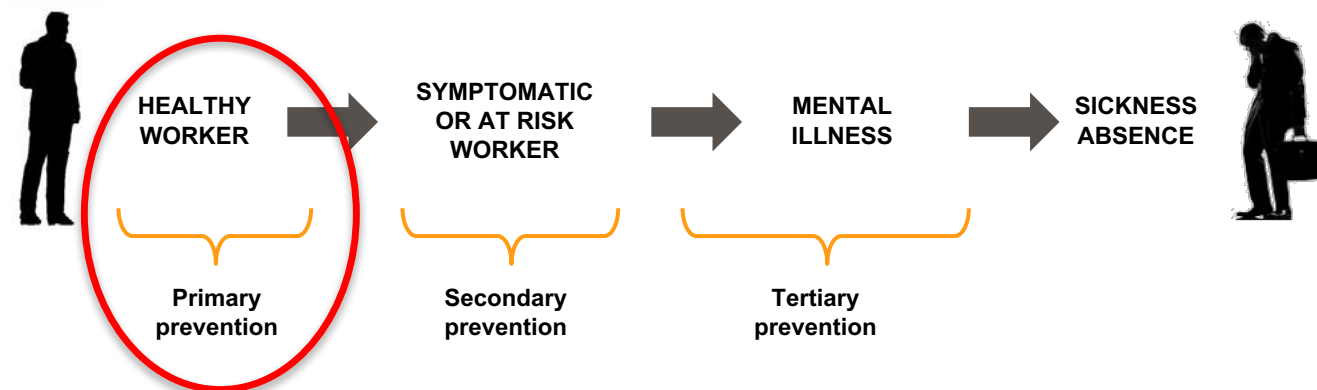 HEALTHY
WORKER
SYMPTOMATIC
OR AT RISK
WORKER
MENTAL
ILLNESS
SICKNESS
ABSENCE
Primary
prevention
Secondary
prevention
Tertiary
prevention